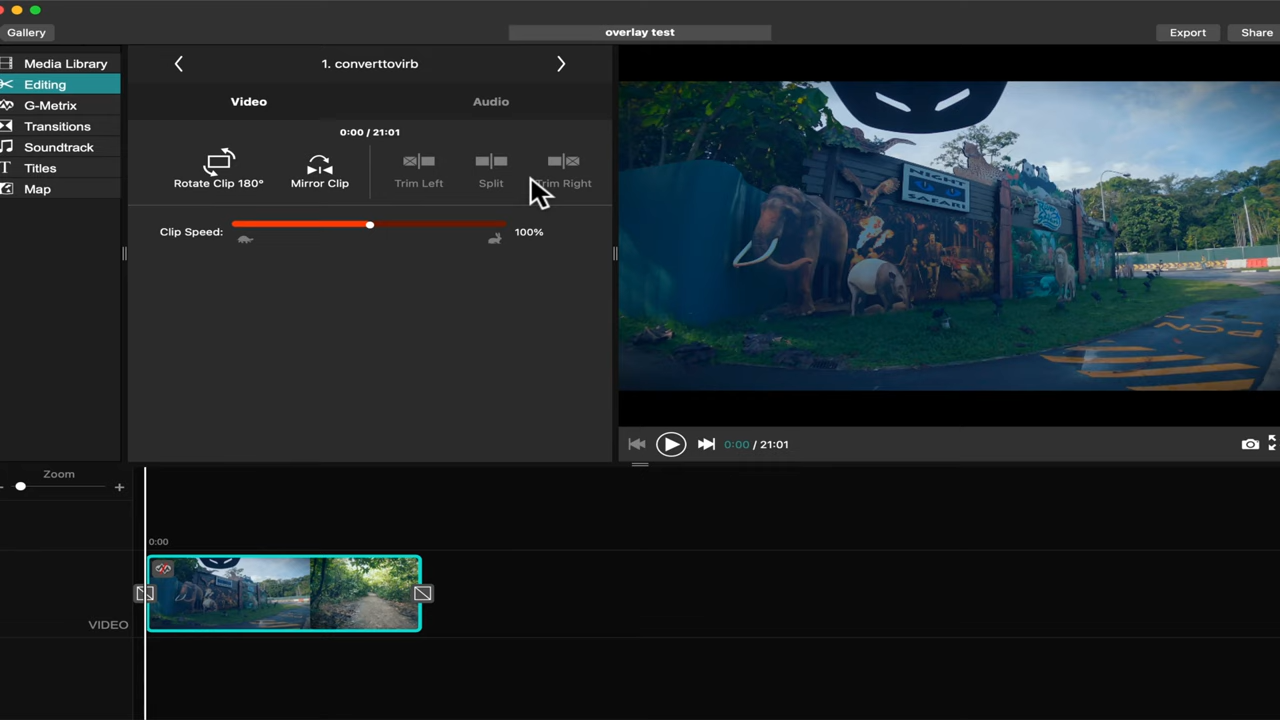 overlay test
Gallery
Export
Share
Media Library
Editing
G-Metrix
Transitions
Soundtrack
Titles
Map
1. converttovirb
Video
Audio
0:00 / 21:01
Rotate Clip 180°
Mirror Clip
Trim Left
Split
Trim Right
Clip Speed:
100%
NIGHT
SAFARI
0:00 / 21:01
Zoom
- +
0:00
VIDEO